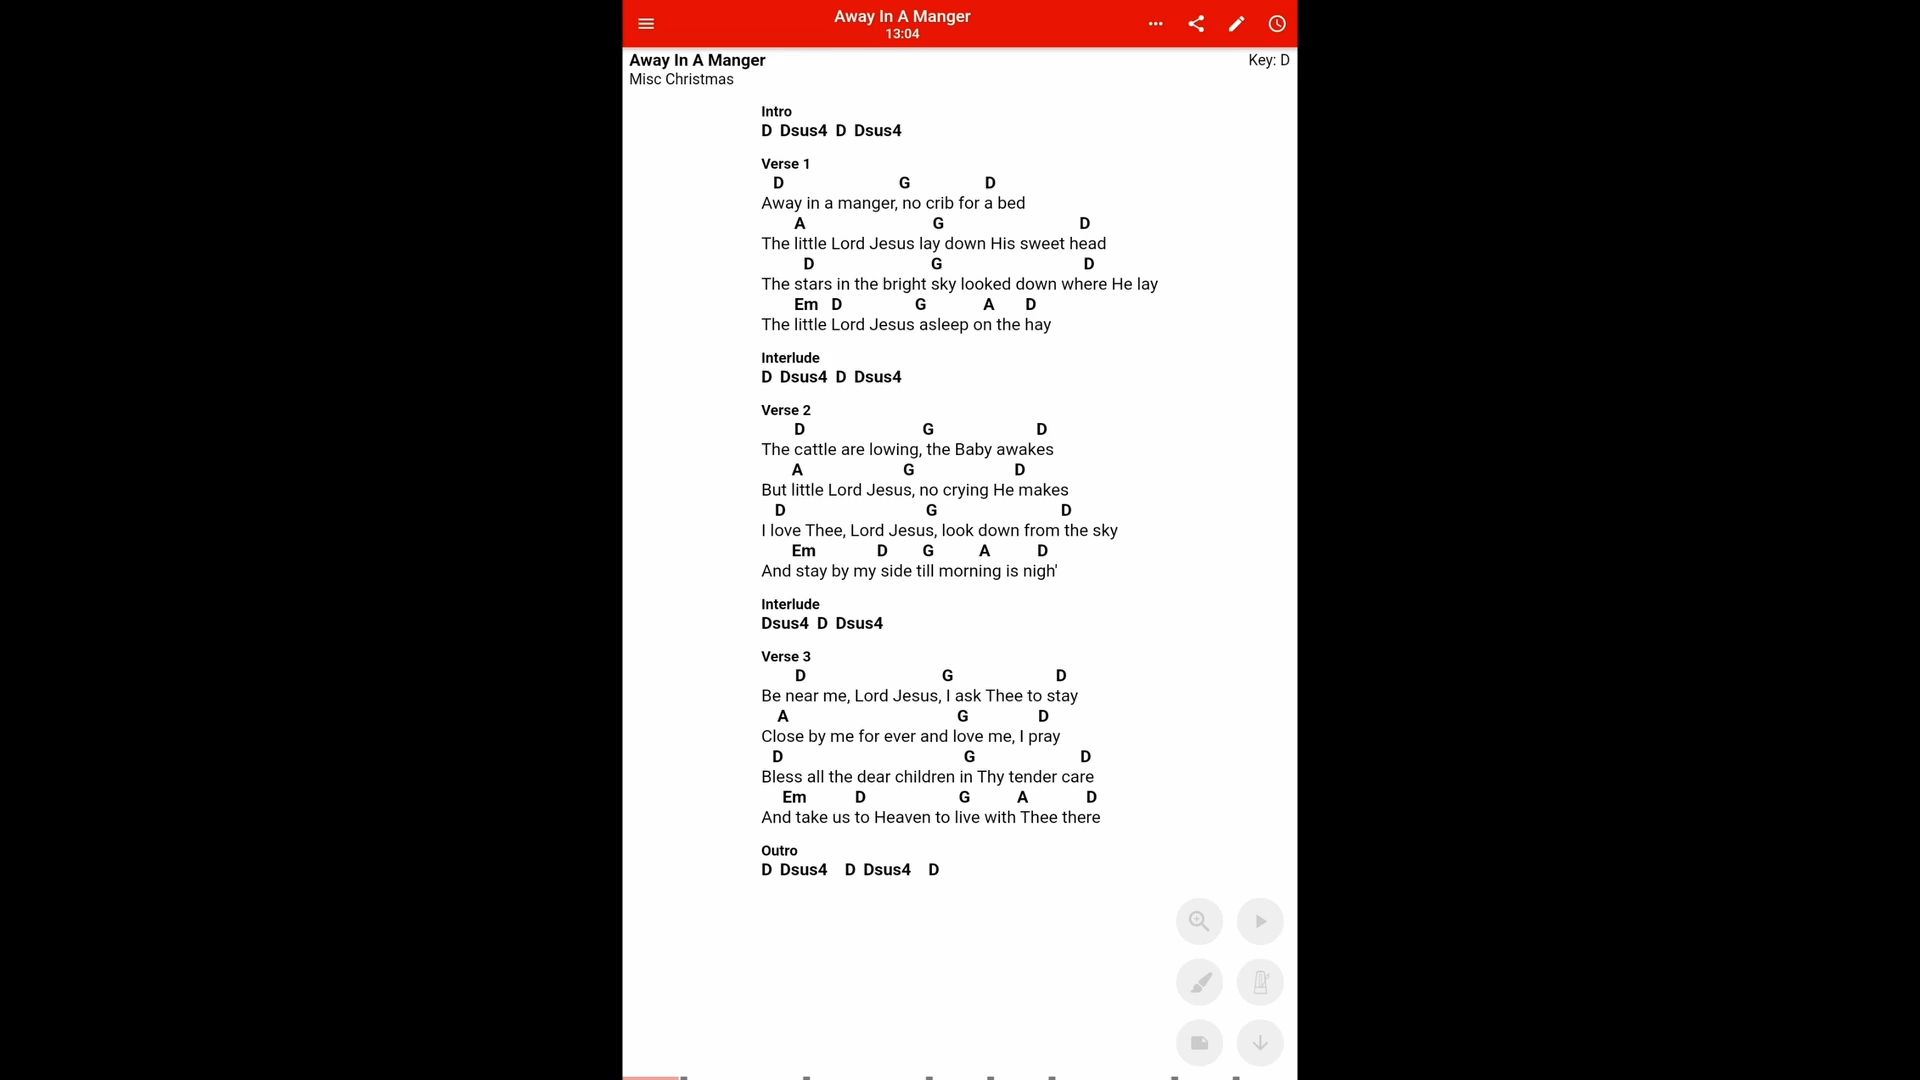 Away In A Manger
13:04
Away In A Manger
Key: D
Misc Christmas
Intro
D Dsus4 D Dsus4
Verse 1
D G D
Away in a manger, no crib for a bed
A G D
The little Lord Jesus lay down His sweet head
D G D
The stars in the bright sky looked down where He lay
Em D G A D
The little Lord Jesus asleep on the hay
Interlude
D Dsus4 D Dsus4
Verse 2
D G D
The cattle are lowing, the Baby awakes
A G D
But little Lord Jesus, no crying He makes
D G D
I love Thee, Lord Jesus, look down from the sky
Em D G A D
And stay by my side till morning is nigh'
Interlude
Dsus4 D Dsus4
Verse 3
D G D
Be near me, Lord Jesus, I ask Thee to stay
A G D
Close by me for ever and love me, I pray
D G D
Bless all the dear children in Thy tender care
Em D G A D
And take us to Heaven to live with Thee there
Outro
D Dsus4 D Dsus4 D